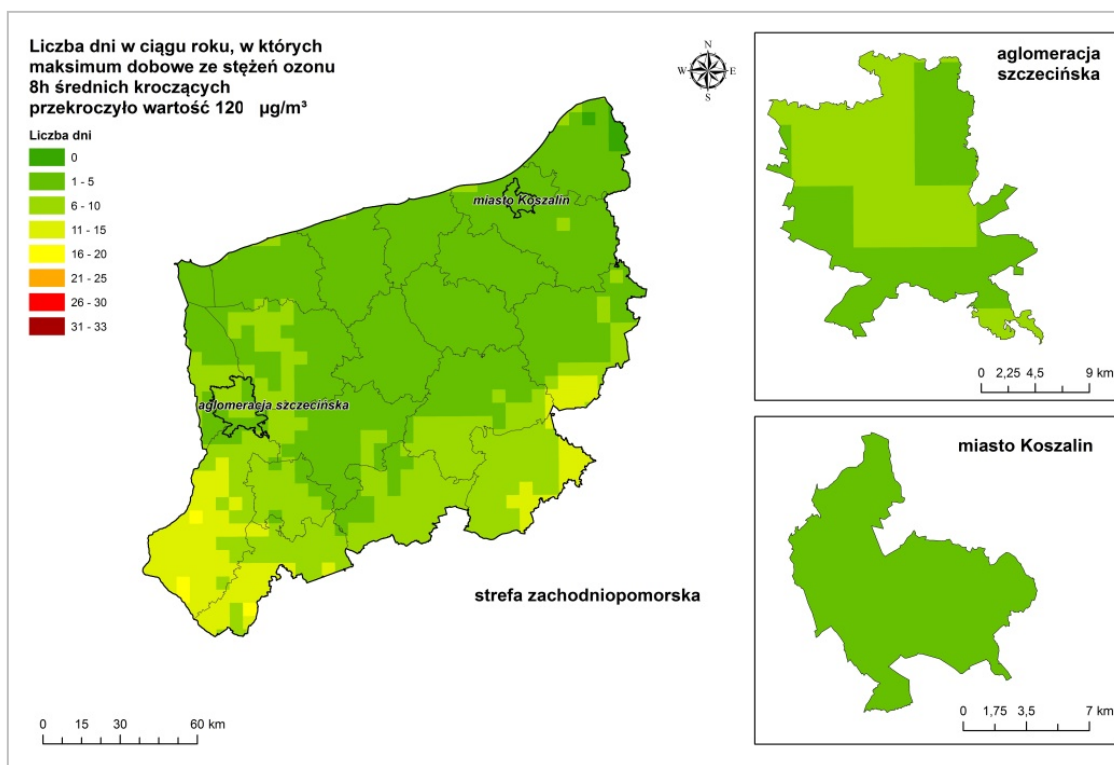 Liczba dni w ciągu roku, w których
maksimum dobowe ze stężeń ozonu
8h średnich kroczących
przekroczyło wartość 120 µg/m³
Liczba dni
0
1 - 5
6 - 10
11 - 15
16 - 20
21 - 25
26 - 30
31 - 33
N
W E
S
miasto Koszalin
aglomeracja szczecińska
strefa zachodniopomorska
0 15 30 60 km
aglomeracja
szczecińska
0 2,25 4,5 9 km
miasto Koszalin
0 1,75 3,5 7 km